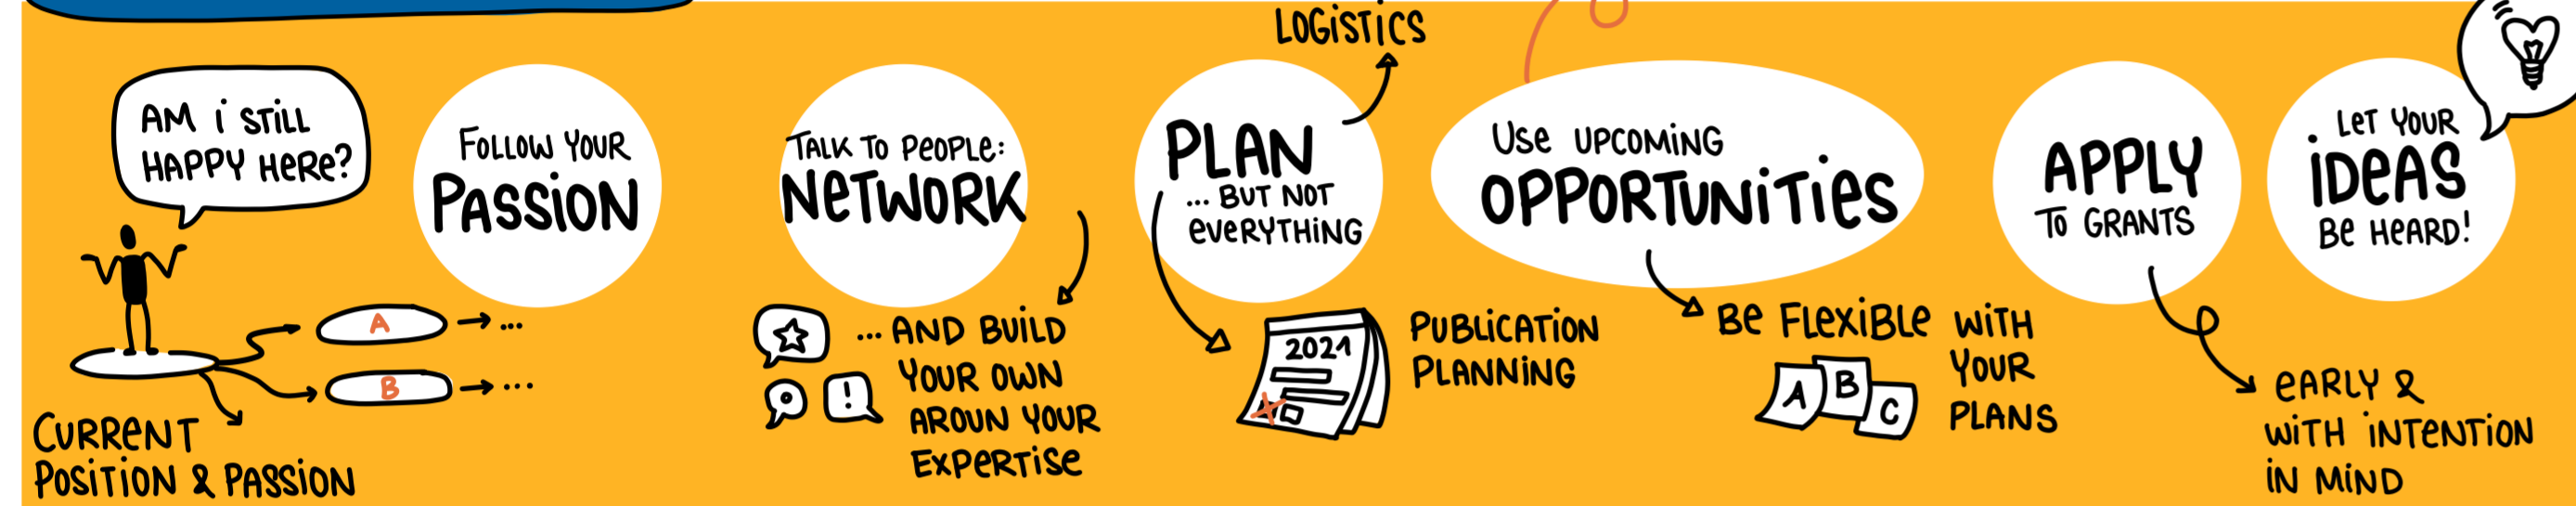 AM i STiLL
HAPPY HeRe?
A
B
CURReNT
POSiTiON & PASSiON
FOLLOW YOUR
PASSiON
TALK TO PeOPLe:
NeTWORK
... AND BUiLD
YOUR OWN
AROUN YOUR
EXPeRTiSe
!
LOGiSTiCS
PLAN
... BUT NOT
eVeRYTHiNG
2021
PUBLiCATiON
PLANNiNG
USe UPCOMiNG
OPPORTUNiTieS
Be FLeXiBLe WiTH
YOUR
PLANS
A B C
APPLY
TO GRANTS
eARLY &
WiTH iNTeNTiON
iN MiND
LeT YOUR
iDeAS
Be HeARD!